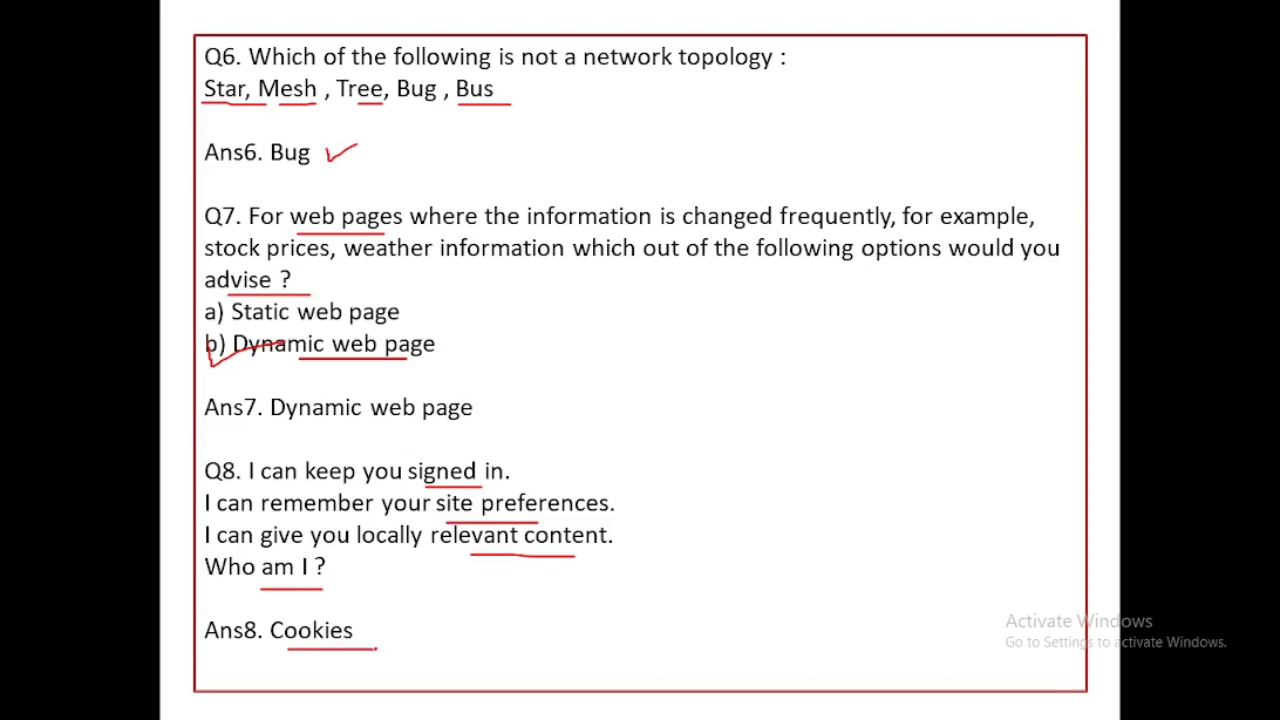 Q6. Which of the following is not a network topology :
Star, Mesh , Tree, Bug , Bus
Ans6. Bug
Q7. For web pages where the information is changed frequently, for example,
stock prices, weather information which out of the following options would you
advise ?
a) Static web page
b) Dynamic web page
Ans7. Dynamic web page
Q8. I can keep you signed in.
I can remember your site preferences.
I can give you locally relevant content.
Who am I ?
Ans8. Cookies
Activate Windows
Go to Settings to activate Windows.